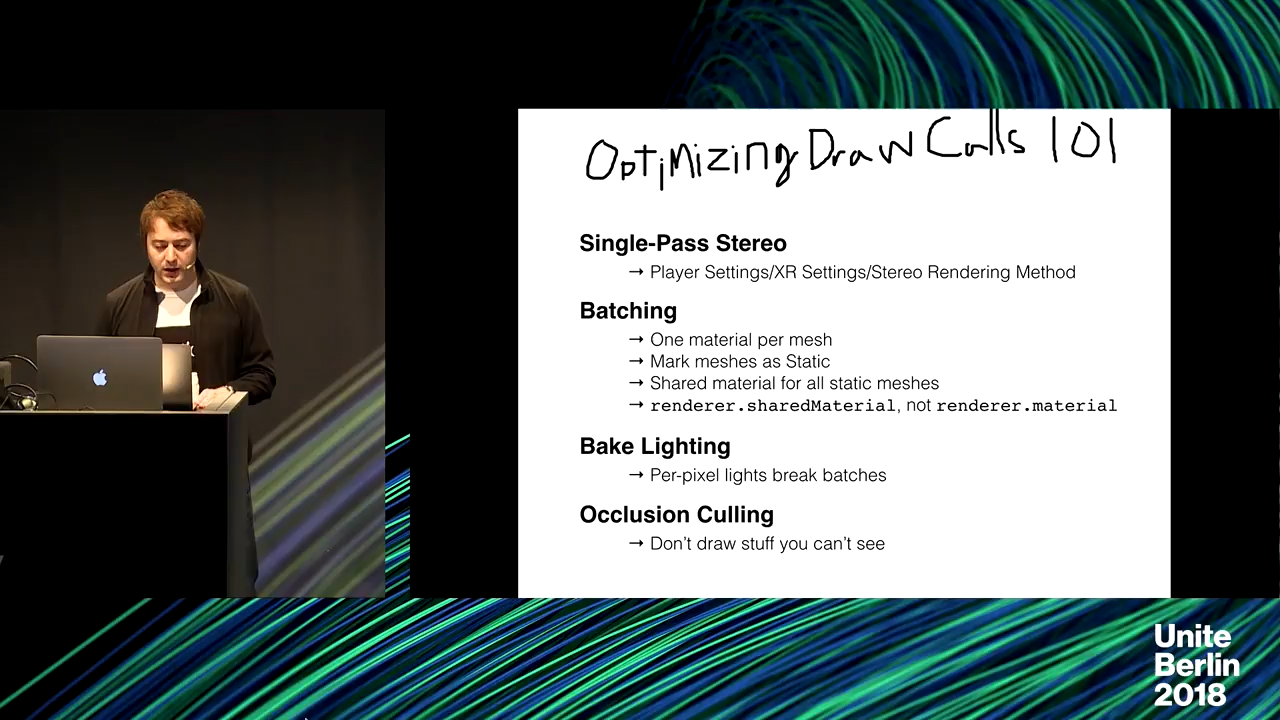 Optimizing Draw Calls 101
Single-Pass Stereo
→ Player Settings/XR Settings/Stereo Rendering Method
Batching
→ One material per mesh
→ Mark meshes as Static
→ Shared material for all static meshes
→ renderer.sharedMaterial, not renderer.material
Bake Lighting
→ Per-pixel lights break batches
Occlusion Culling
→ Don't draw stuff you can't see
Unite
Berlin
2018